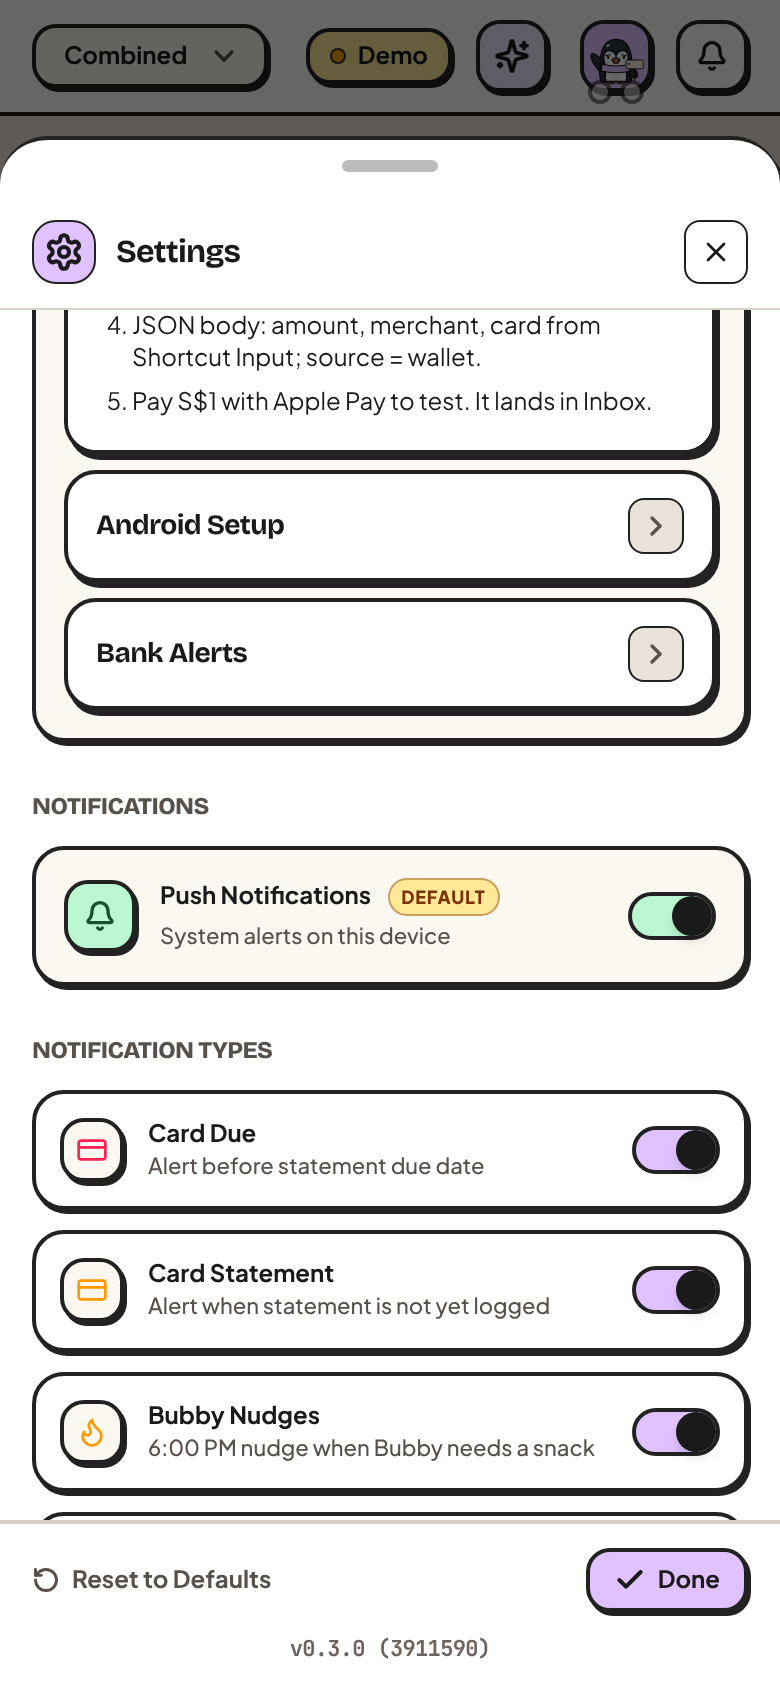 Combined
Demo
Settings
4. JSON body: amount, merchant, card from
Shortcut Input; source = wallet.
5. Pay S$1 with Apple Pay to test. It lands in Inbox.
Android Setup
Bank Alerts
NOTIFICATIONS
Push Notifications DEFAULT
System alerts on this device
NOTIFICATION TYPES
Card Due
Alert before statement due date
Card Statement
Alert when statement is not yet logged
Bubby Nudges
6:00 PM nudge when Bubby needs a snack
Reset to Defaults
Done
v0.3.0 (3911590)